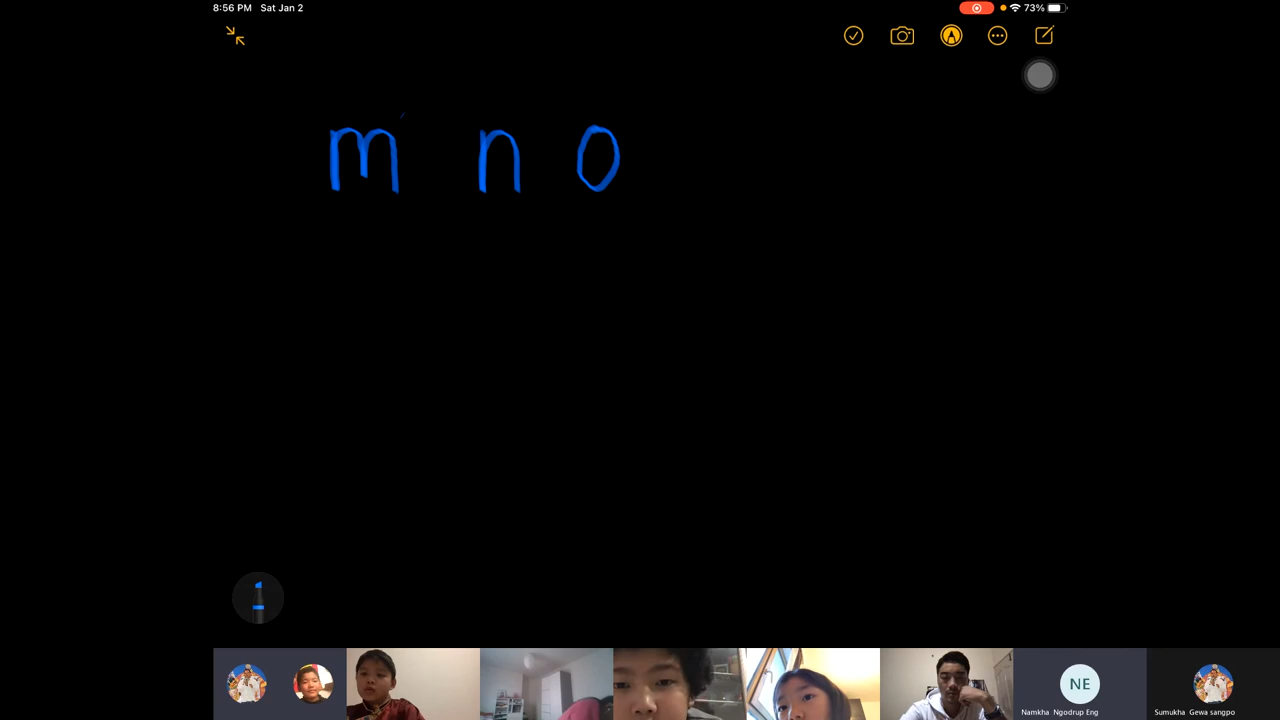 8:56 PM Sat Jan 2
73%
m n o
NE
Namkha Ngodrup Eng
Sumukha Gewa sangpo